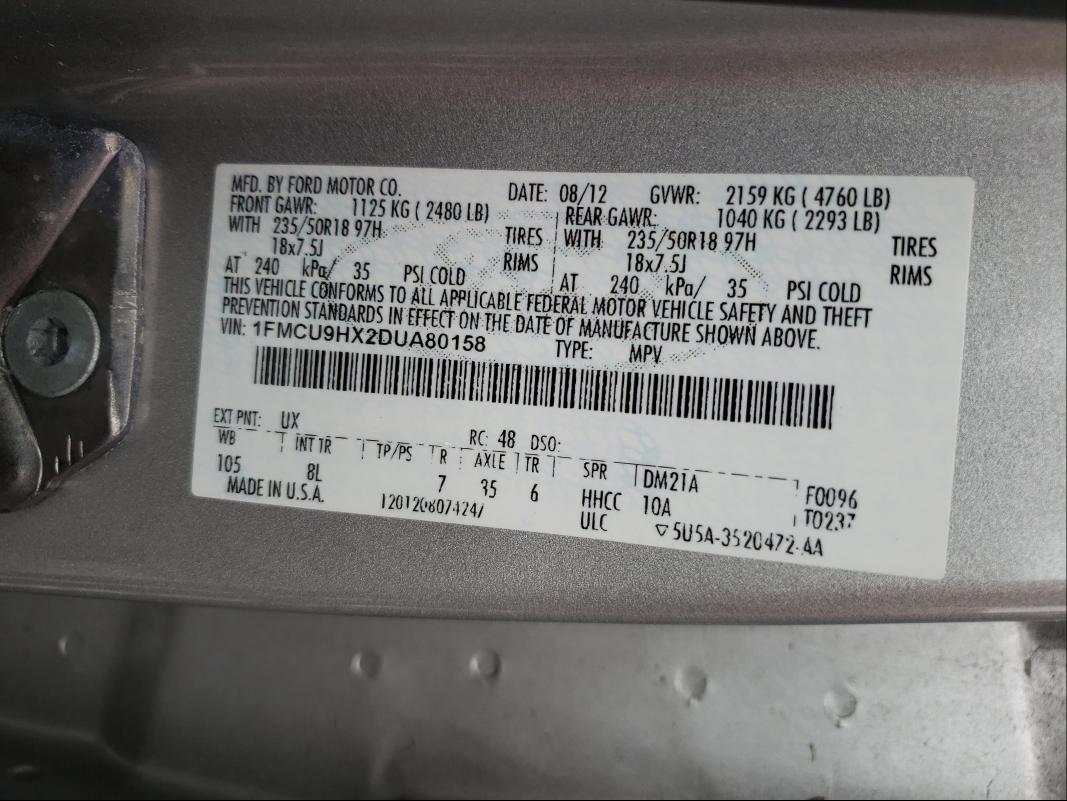 MFD. BY FORD MOTOR CO. DATE: 08/12 GVWR: 2159 KG ( 4760 LB)
FRONT GAWR: 1125 KG ( 2480 LB) REAR GAWR: 1040 KG ( 2293 LB)
WITH 235/50R18 97H TIRES WITH 235/50R18 97H TIRES
18x7.5J RIMS 18x7.5J RIMS
AT 240 kPa/ 35 PSI COLD AT 240 kPa/ 35 PSI COLD
THIS VEHICLE CONFORMS TO ALL APPLICABLE FEDERAL MOTOR VEHICLE SAFETY AND THEFT
PREVENTION STANDARDS IN EFFECT ON THE DATE OF MANUFACTURE SHOWN ABOVE.
VIN: 1FMCU9HX2DUA80158 TYPE: MPV
EXT PNT: UX RC: 48 DSO:
WB INT TR TP/PS R AXLE TR SPR DM21A F0096
105 8L 7 35 6 HHCC 10A T0237
MADE IN U.S.A. ULC ▽5U5A-3520472-AA